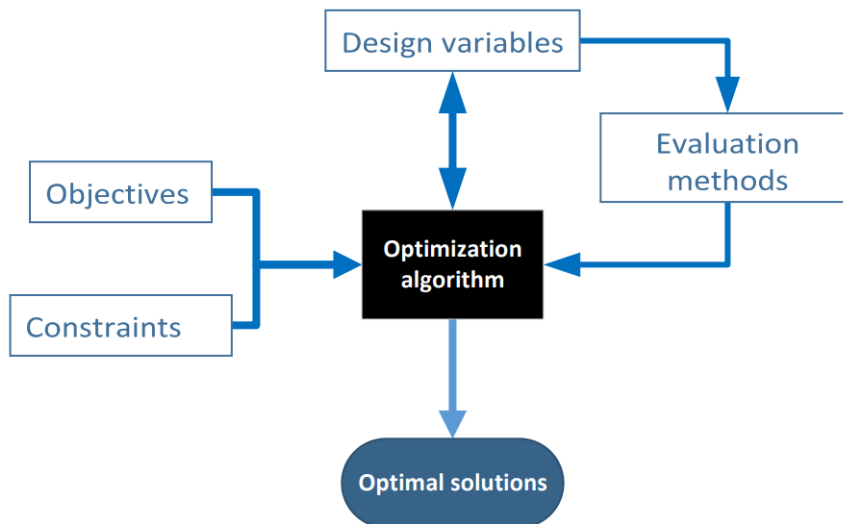 Design variables
Evaluation
methods
Objectives
Optimization
algorithm
Constraints
Optimal solutions